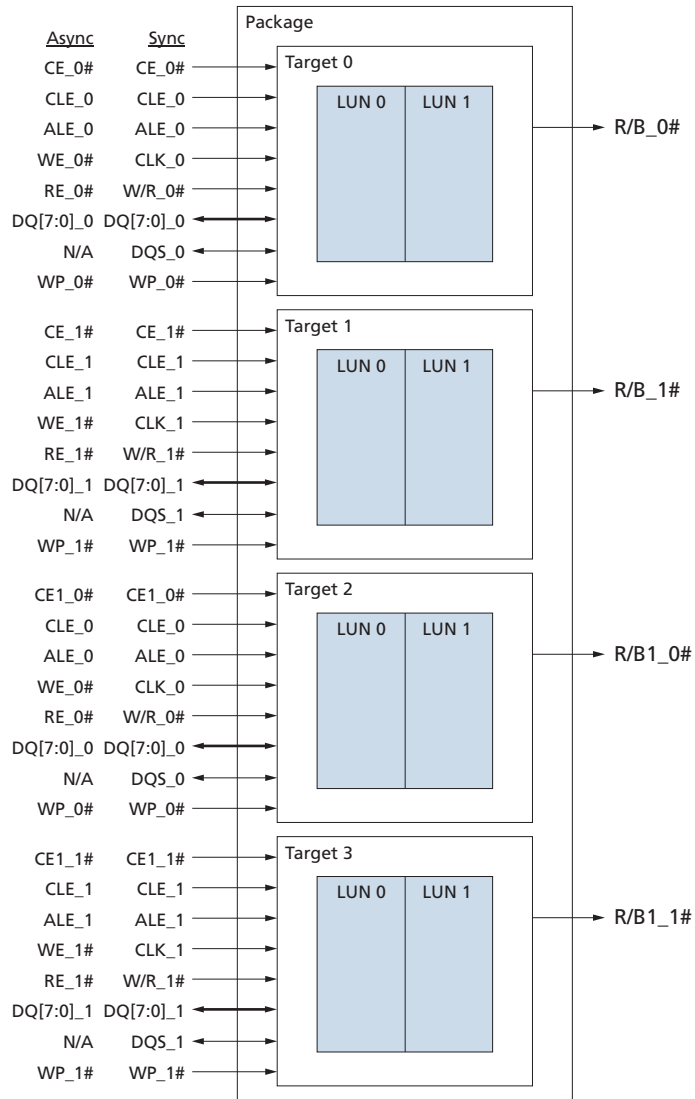 Package
Async Sync
Target 0
CE_0# CE_0#
CLE_0 CLE_0
LUN 0 LUN 1
ALE_0 ALE_0
R/B_0#
WE_0# CLK_0
RE_0# W/R_0#
DQ[7:0]_0 DQ[7:0]_0
N/A DQS_0
WP_0# WP_0#
Target 1
CE_1# CE_1#
CLE_1 CLE_1
LUN 0 LUN 1
ALE_1 ALE_1
R/B_1#
WE_1# CLK_1
RE_1# W/R_1#
DQ[7:0]_1 DQ[7:0]_1
N/A DQS_1
WP_1# WP_1#
Target 2
CE1_0# CE1_0#
CLE_0 CLE_0
LUN 0 LUN 1
ALE_0 ALE_0
R/B1_0#
WE_0# CLK_0
RE_0# W/R_0#
DQ[7:0]_0 DQ[7:0]_0
N/A DQS_0
WP_0# WP_0#
Target 3
CE1_1# CE1_1#
CLE_1 CLE_1
LUN 0 LUN 1
ALE_1 ALE_1
R/B1_1#
WE_1# CLK_1
RE_1# W/R_1#
DQ[7:0]_1 DQ[7:0]_1
N/A DQS_1
WP_1# WP_1#